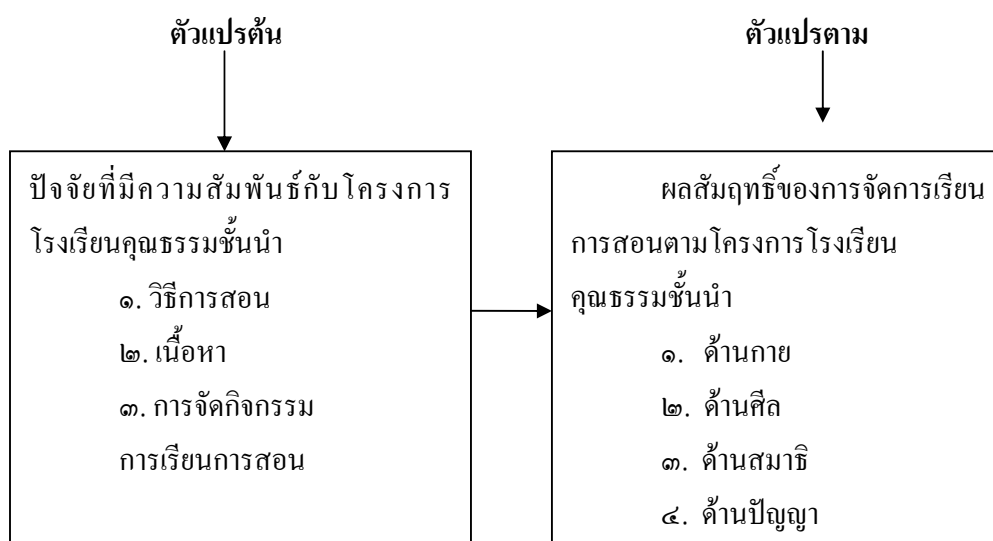 ตัวแปรต้น
ตัวแปรตาม
ปัจจัยที่มีความสัมพันธ์กับโครงการ
โรงเรียนคุณธรรมชั้นนำ
๑. วิธีการสอน
๒. เนื้อหา
๓. การจัดกิจกรรม
การเรียนการสอน
ผลสัมฤทธิ์ของการจัดการเรียน
การสอนตามโครงการโรงเรียน
คุณธรรมชั้นนำ
๑. ด้านกาย
๒. ด้านศีล
๓. ด้านสมาธิ
๔. ด้านปัญญา